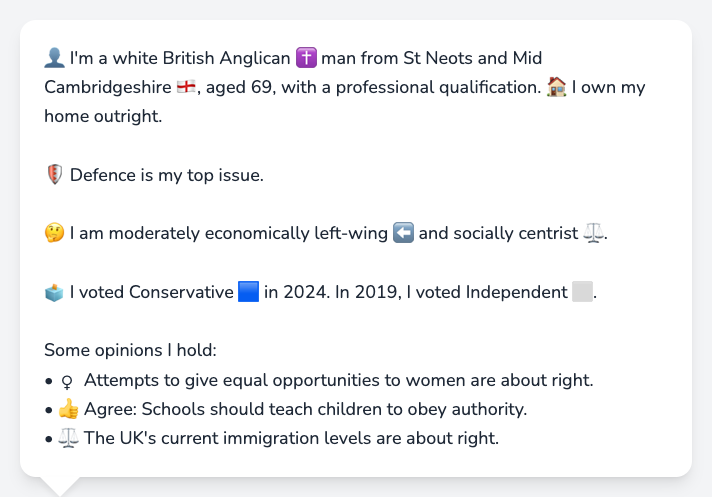 👤 I'm a white British Anglican ✝️ man from St Neots and Mid
Cambridgeshire 🏴󠁧󠁢󠁥󠁮󠁧󠁿, aged 69, with a professional qualification. 🏠 I own my
home outright.
🛡️ Defence is my top issue.
🤔 I am moderately economically left-wing ⬅️ and socially centrist ⚖️.
🗳️ I voted Conservative 🟦 in 2024. In 2019, I voted Independent ⬜.
Some opinions I hold:
• ♀ Attempts to give equal opportunities to women are about right.
• 👍 Agree: Schools should teach children to obey authority.
• ⚖️ The UK's current immigration levels are about right.